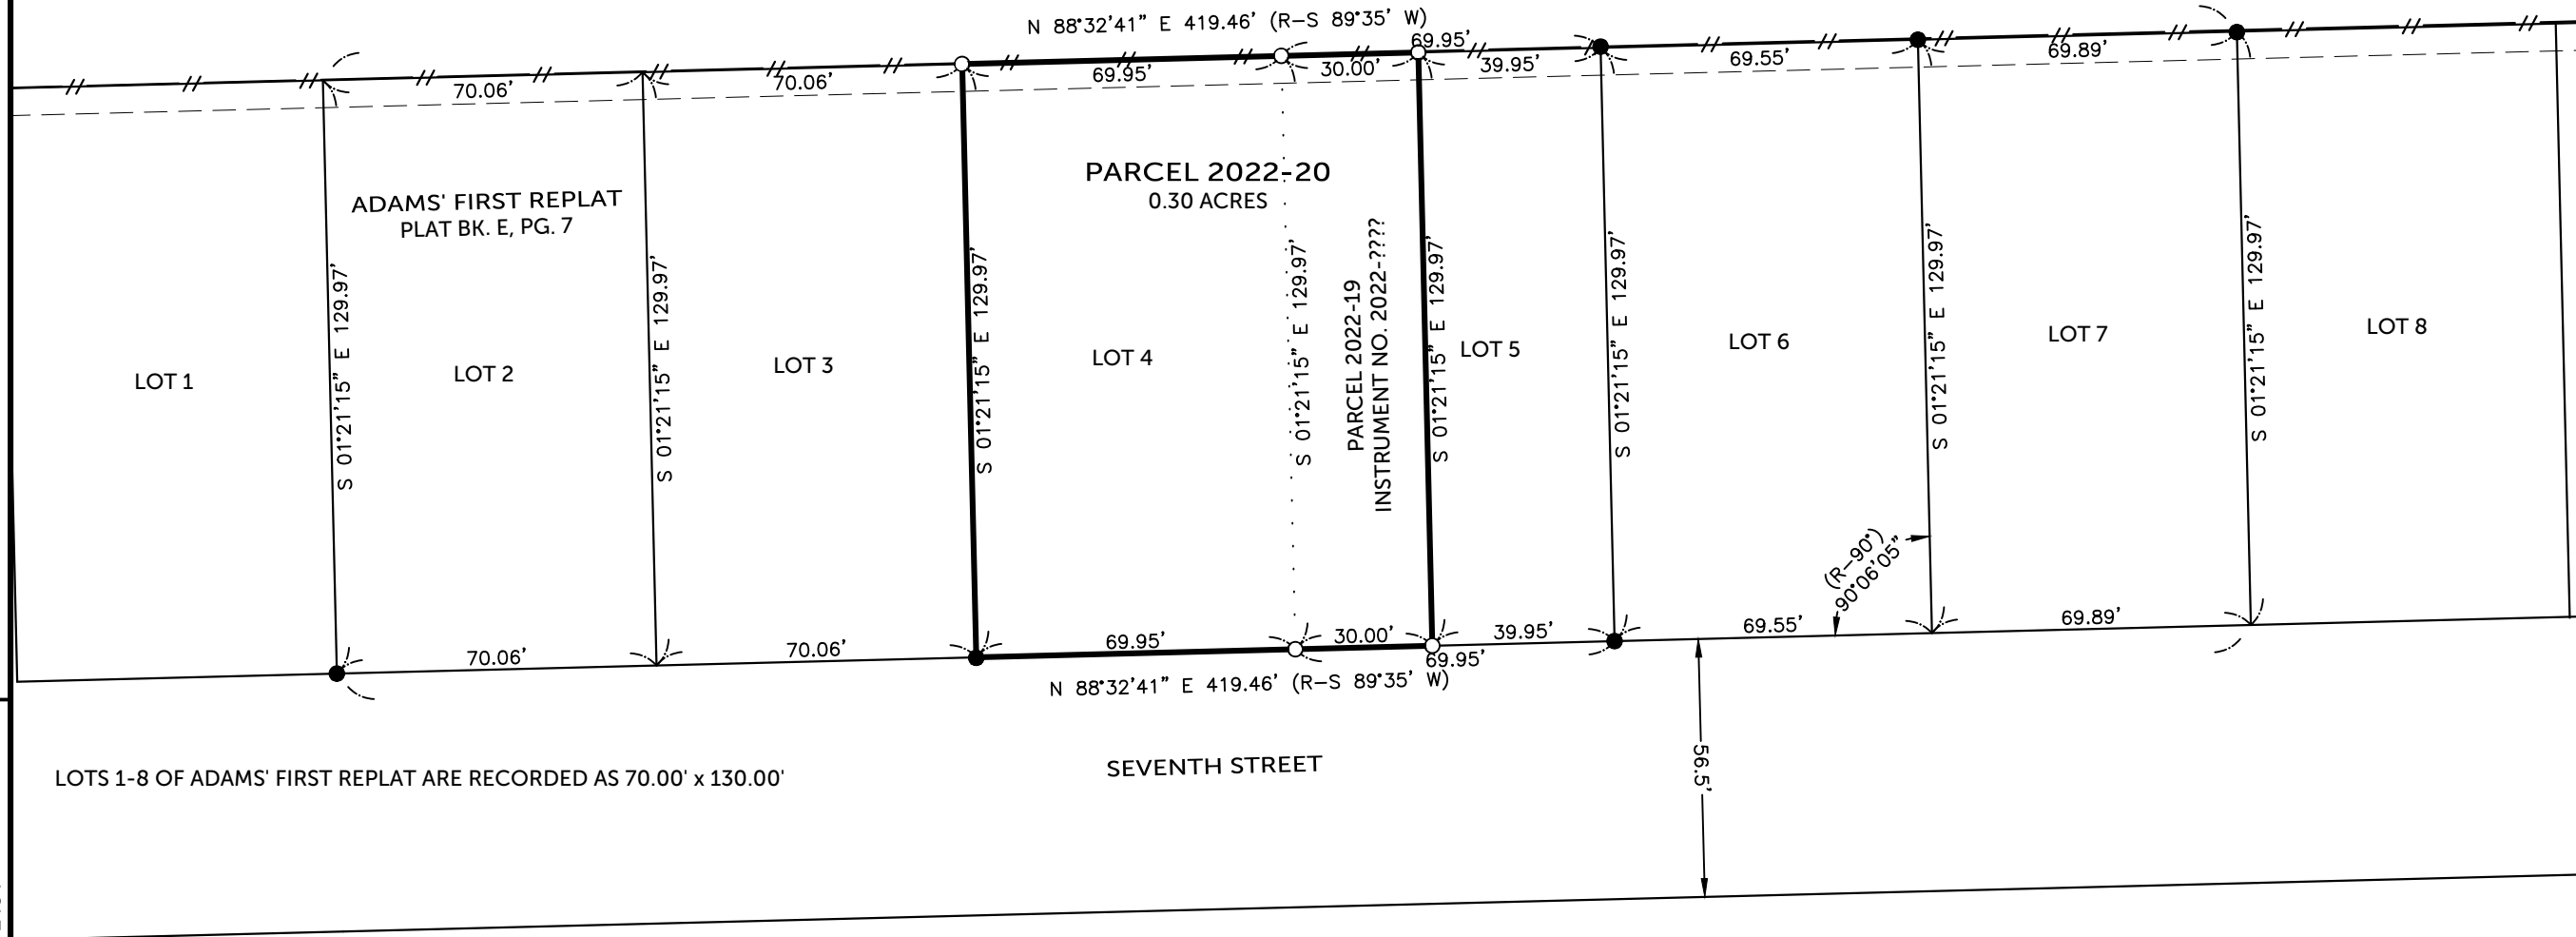 N 88°32'41" E 419.46' (R-S 89°35' W)
70.06'
70.06'
69.95'
30.00'
69.95'
39.95'
69.55'
69.89'
ADAMS' FIRST REPLAT
PLAT BK. E, PG. 7
PARCEL 2022-20
0.30 ACRES
LOT 1
S 01°21'15" E 129.97'
LOT 2
S 01°21'15" E 129.97'
LOT 3
S 01°21'15" E 129.97'
LOT 4
S 01°21'15" E 129.97'
PARCEL 2022-19
INSTRUMENT NO. 2022-????
S 01°21'15" E 129.97'
LOT 5
S 01°21'15" E 129.97'
LOT 6
S 01°21'15" E 129.97'
LOT 7
S 01°21'15" E 129.97'
LOT 8
(R-90°)
90°06'05"
70.06'
70.06'
69.95'
30.00'
39.95'
69.95'
69.55'
69.89'
N 88°32'41" E 419.46' (R-S 89°35' W)
SEVENTH STREET
56.5'
LOTS 1-8 OF ADAMS' FIRST REPLAT ARE RECORDED AS 70.00' x 130.00'